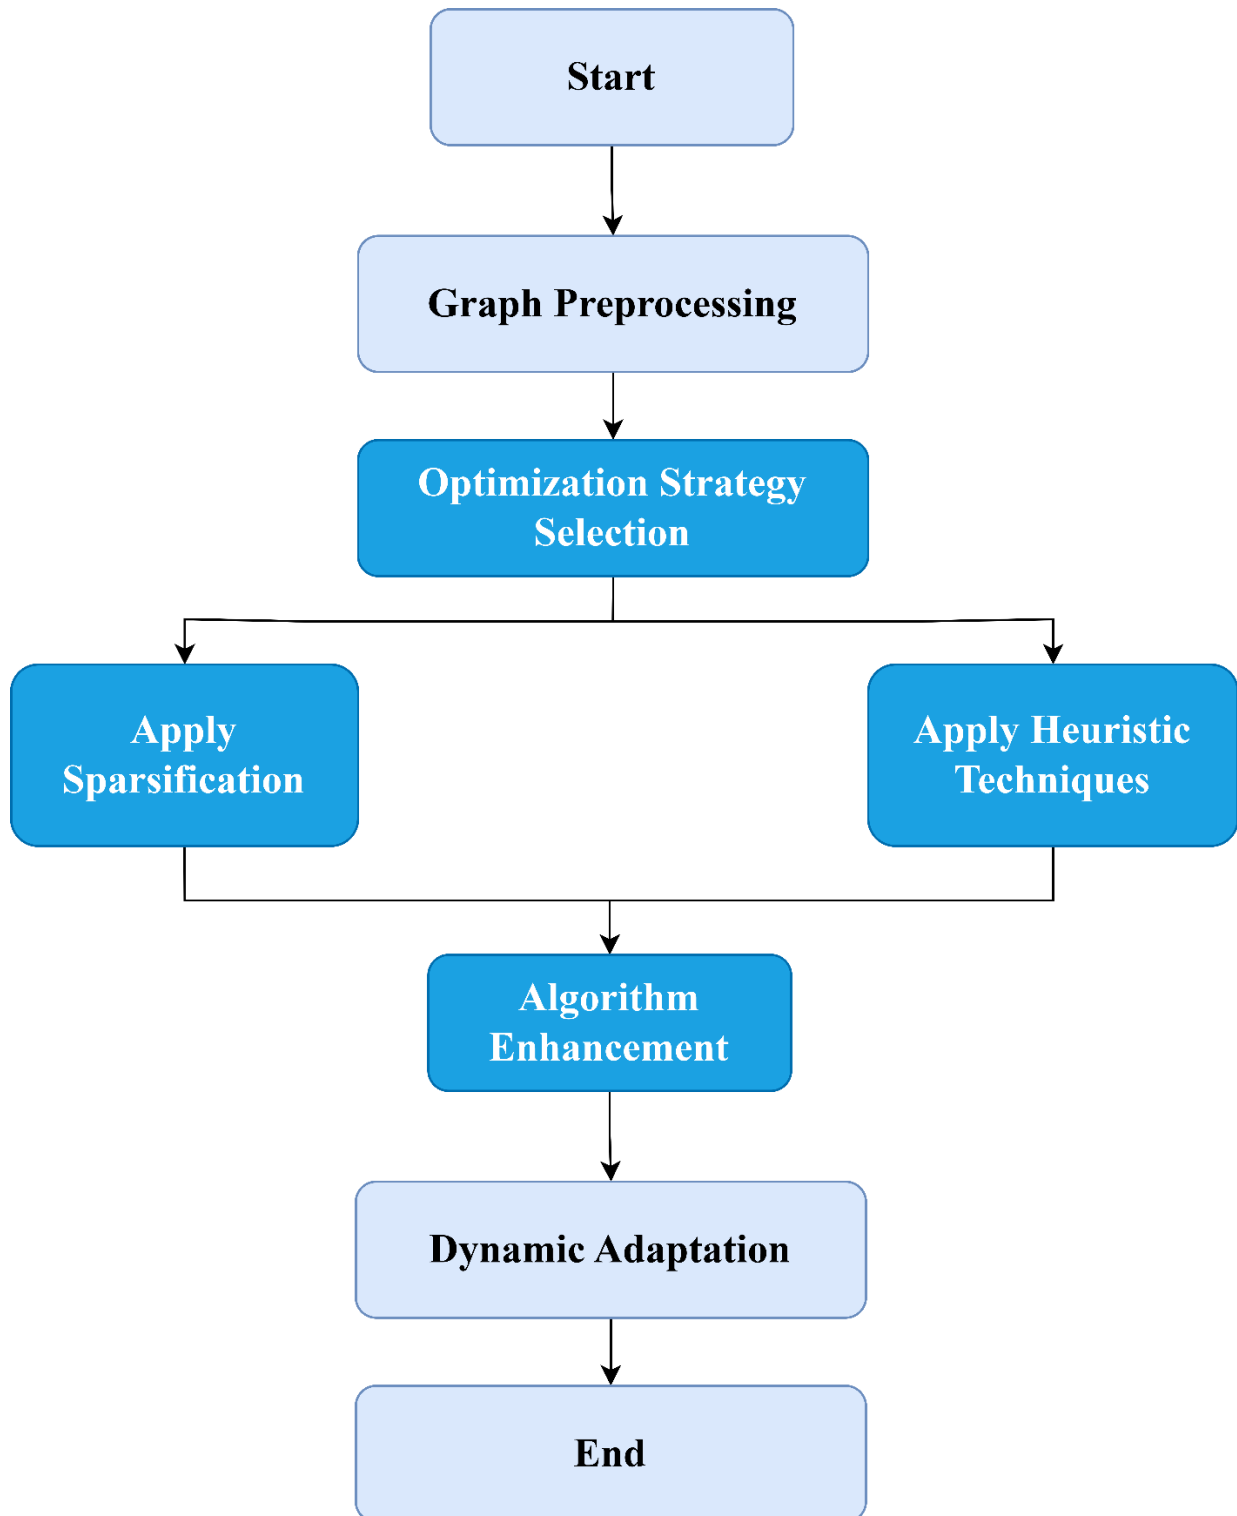 Start
Graph Preprocessing
Optimization Strategy
Selection
Apply
Sparsification
Apply Heuristic
Techniques
Algorithm
Enhancement
Dynamic Adaptation
End